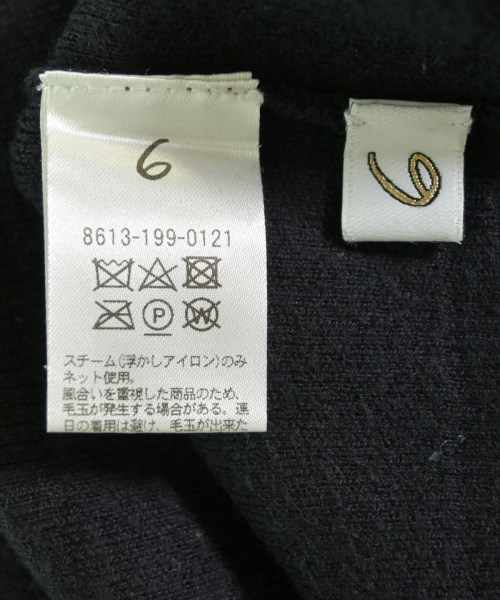 6
8613-199-0121
P W
スチーム(浮かしアイロン)のみ
ネット使用。
風合いを重視した商品のため、
毛玉が発生する場合がある。連
日の着用は避け、毛玉が出来た
6